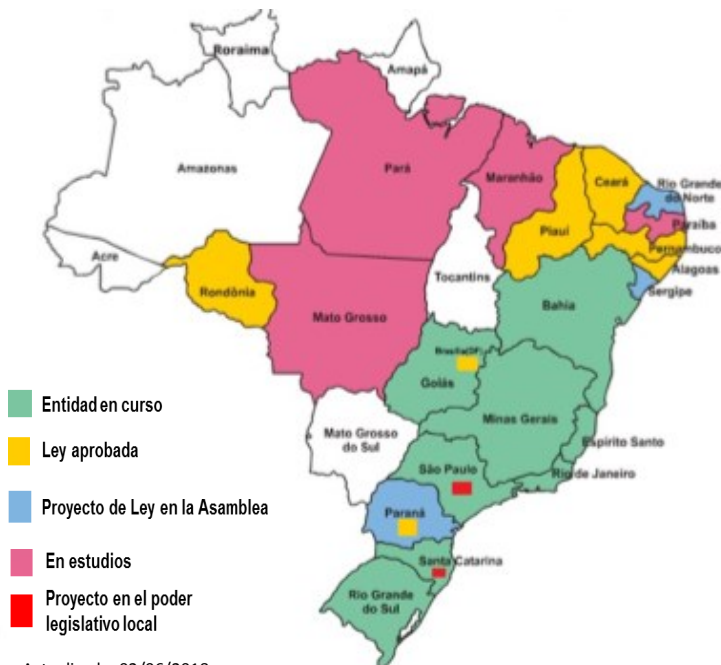 Roraima
Amapá
Amazonas
Pará
Maranhão
Ceará
Rio Grande
do Norte
Paraíba
Piauí
Pernambuco
Acre
Alagoas
Tocantins
Sergipe
Rondônia
Bahia
Mato Grosso
Brasília(DF)
Goiás
Entidad en curso
Minas Gerais
Mato Grosso
do Sul
Espírito Santo
Ley aprobada
São Paulo
Rio de Janeiro
Proyecto de Ley en la Asamblea
Paraná
En estudios
Santa Catarina
Proyecto en el poder
legislativo local
Rio Grande
do Sul